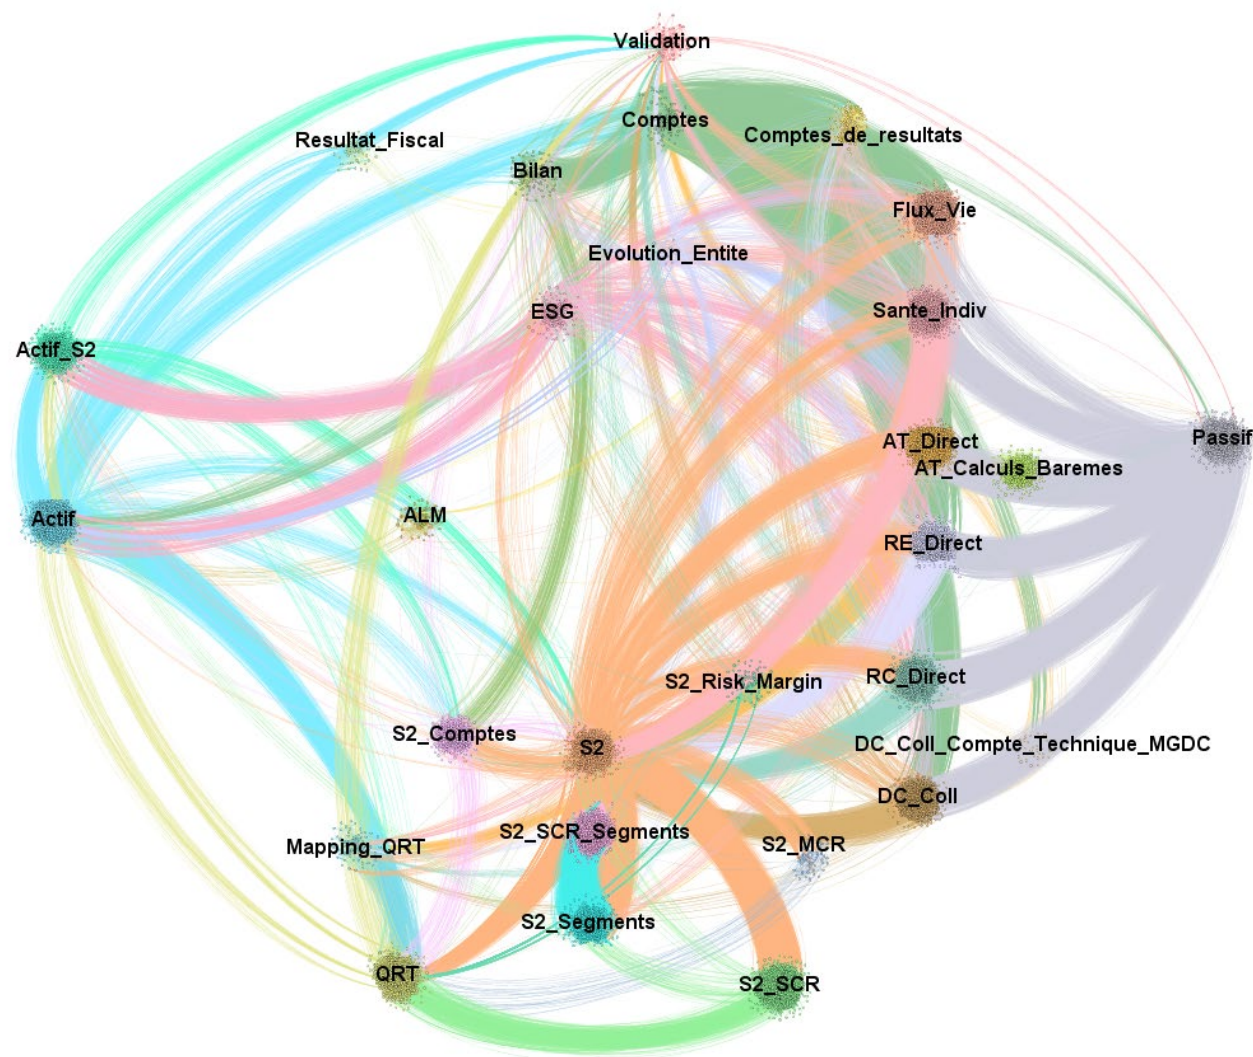 Validation
Comptes
Comptes_de_resultats
Resultat_Fiscal
Bilan
Flux_Vie
Evolution_Entite
ESG
Sante_Indiv
Actif_S2
AT_Direct
Passif
AT_Calculs_Baremes
Actif
ALM
RE_Direct
S2_Risk_Margin
RC_Direct
S2_Comptes
S2
DC_Coll_Compte_Technique_MGDC
DC_Coll
Mapping_QRT
S2_SCR_Segments
S2_MCR
S2_Segments
QRT
S2_SCR